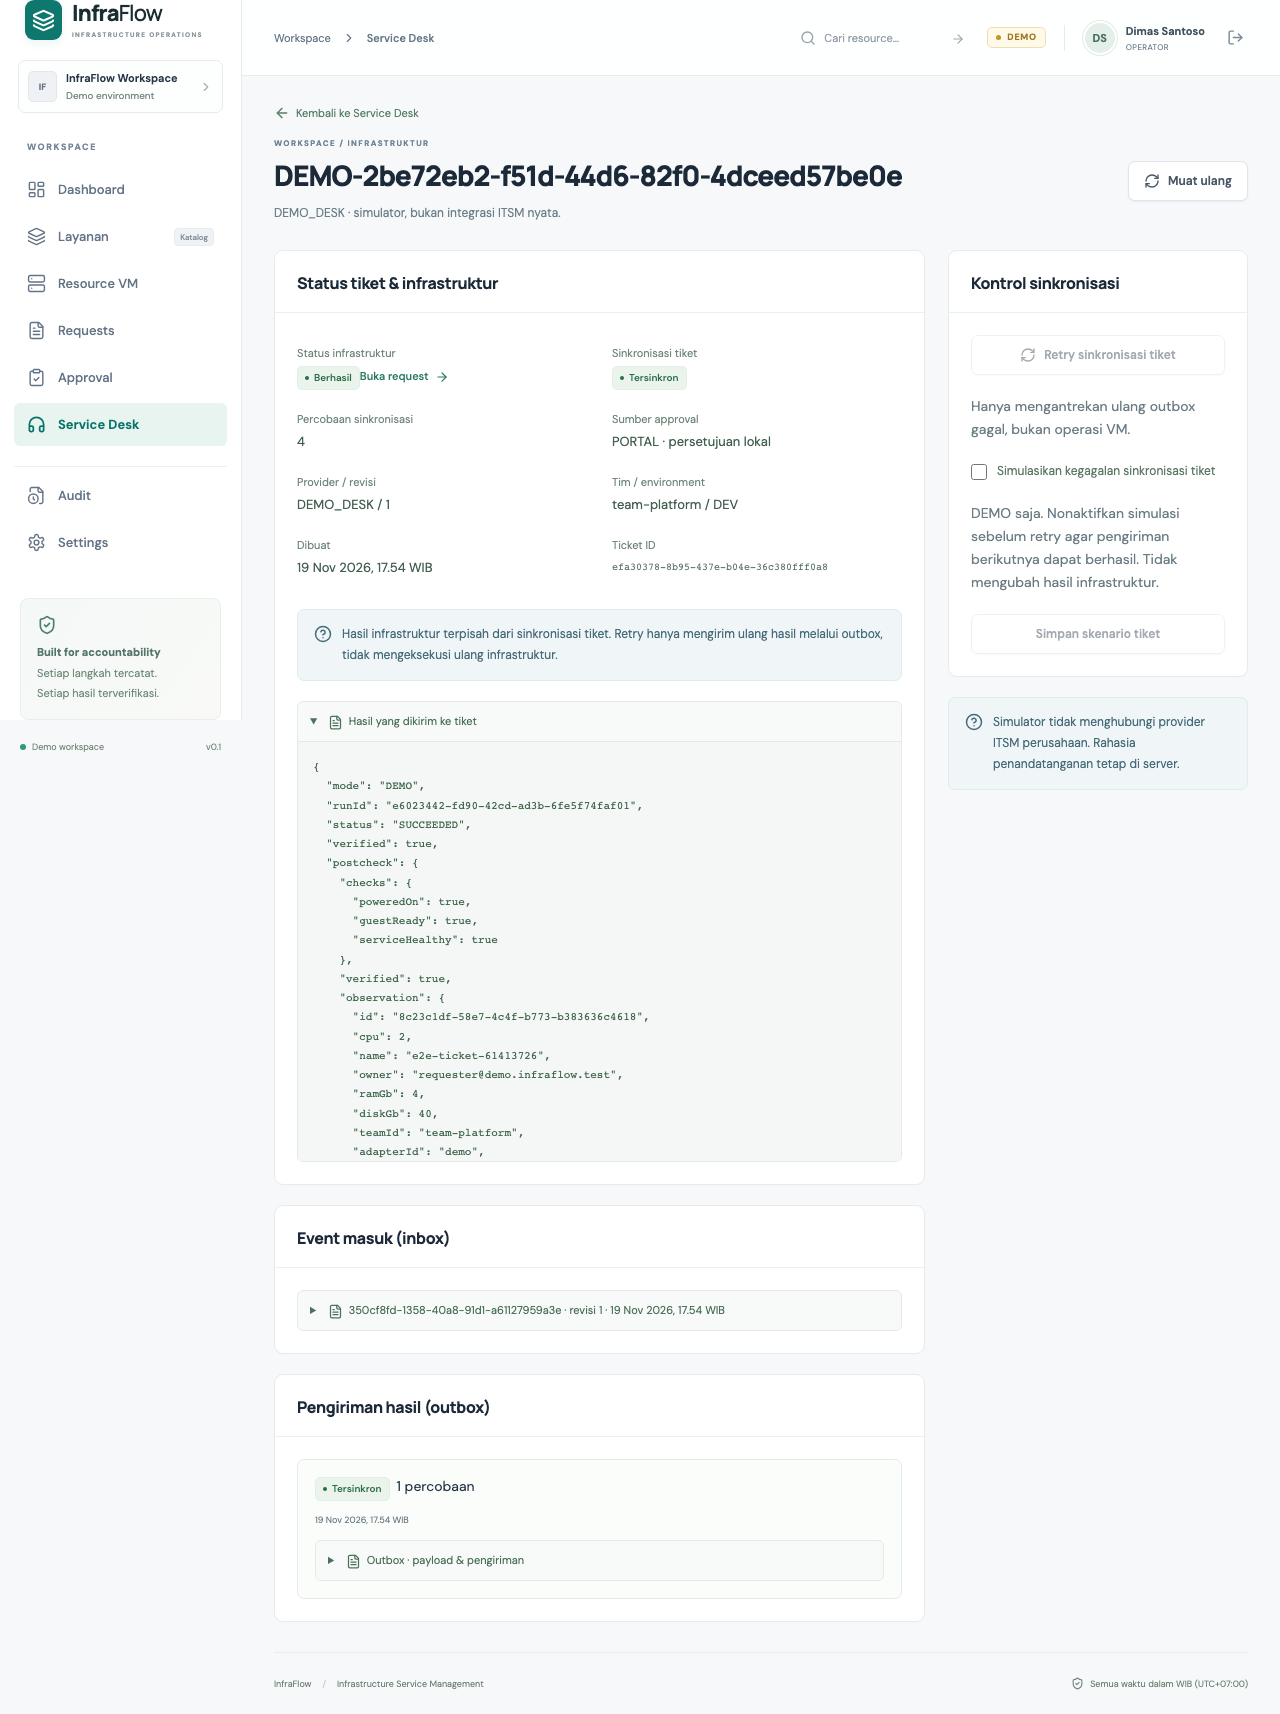 InfraFlow
INFRASTRUCTURE OPERATIONS
IF
InfraFlow Workspace
Demo environment
WORKSPACE
Dashboard
Layanan
Katalog
Resource VM
Requests
Approval
Service Desk
Audit
Settings
Built for accountability
Setiap langkah tercatat.
Setiap hasil terverifikasi.
Demo workspace
v0.1
Workspace
Service Desk
Cari resource...
DEMO
DS
Dimas Santoso
OPERATOR
Kembali ke Service Desk
WORKSPACE / INFRASTRUKTUR
DEMO-2be72eb2-f51d-44d6-82f0-4dceed57be0e
DEMO_DESK · simulator, bukan integrasi ITSM nyata.
Muat ulang
Status tiket & infrastruktur
Status infrastruktur
Berhasil
Buka request
Sinkronisasi tiket
Tersinkron
Percobaan sinkronisasi
4
Sumber approval
PORTAL · persetujuan lokal
Provider / revisi
DEMO_DESK / 1
Tim / environment
team-platform / DEV
Dibuat
19 Nov 2026, 17.54 WIB
Ticket ID
efa30378-8b95-437e-b04e-36c380fff0a8
Hasil infrastruktur terpisah dari sinkronisasi tiket. Retry hanya mengirim ulang hasil melalui outbox,
tidak mengeksekusi ulang infrastruktur.
Hasil yang dikirim ke tiket
{
"mode": "DEMO",
"runId": "e6023442-fd90-42cd-ad3b-6fe5f74faf01",
"status": "SUCCEEDED",
"verified": true,
"postcheck": {
"checks": {
"poweredOn": true,
"guestReady": true,
"serviceHealthy": true
},
"verified": true,
"observation": {
"id": "8c23c1df-58e7-4c4f-b773-b383636c4618",
"cpu": 2,
"name": "e2e-ticket-61413726",
"owner": "requester@demo.infraflow.test",
"ramGb": 4,
"diskGb": 40,
"teamId": "team-platform",
"adapterId": "demo",
Event masuk (inbox)
350cf8fd-1358-40a8-91d1-a61127959a3e · revisi 1 · 19 Nov 2026, 17.54 WIB
Pengiriman hasil (outbox)
Tersinkron
1 percobaan
19 Nov 2026, 17.54 WIB
Outbox · payload & pengiriman
Kontrol sinkronisasi
Retry sinkronisasi tiket
Hanya mengantrekan ulang outbox
gagal, bukan operasi VM.
Simulasikan kegagalan sinkronisasi tiket
DEMO saja. Nonaktifkan simulasi
sebelum retry agar pengiriman
berikutnya dapat berhasil. Tidak
mengubah hasil infrastruktur.
Simpan skenario tiket
Simulator tidak menghubungi provider
ITSM perusahaan. Rahasia
penandatanganan tetap di server.
InfraFlow / Infrastructure Service Management
Semua waktu dalam WIB (UTC+07:00)